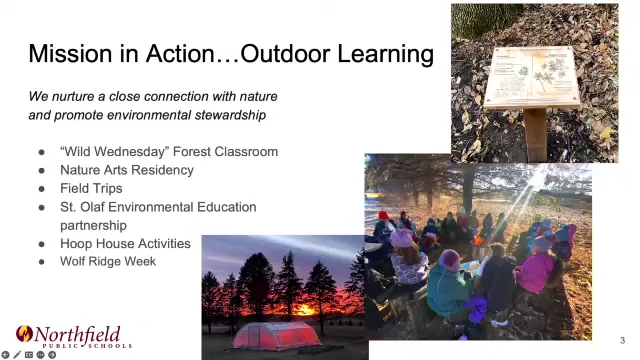 Mission in Action…Outdoor Learning
We nurture a close connection with nature
and promote environmental stewardship
● “Wild Wednesday” Forest Classroom
● Nature Arts Residency
● Field Trips
● St. Olaf Environmental Education
partnership
● Hoop House Activities
● Wolf Ridge Week
Northfield
PUBLIC SCHOOLS
3